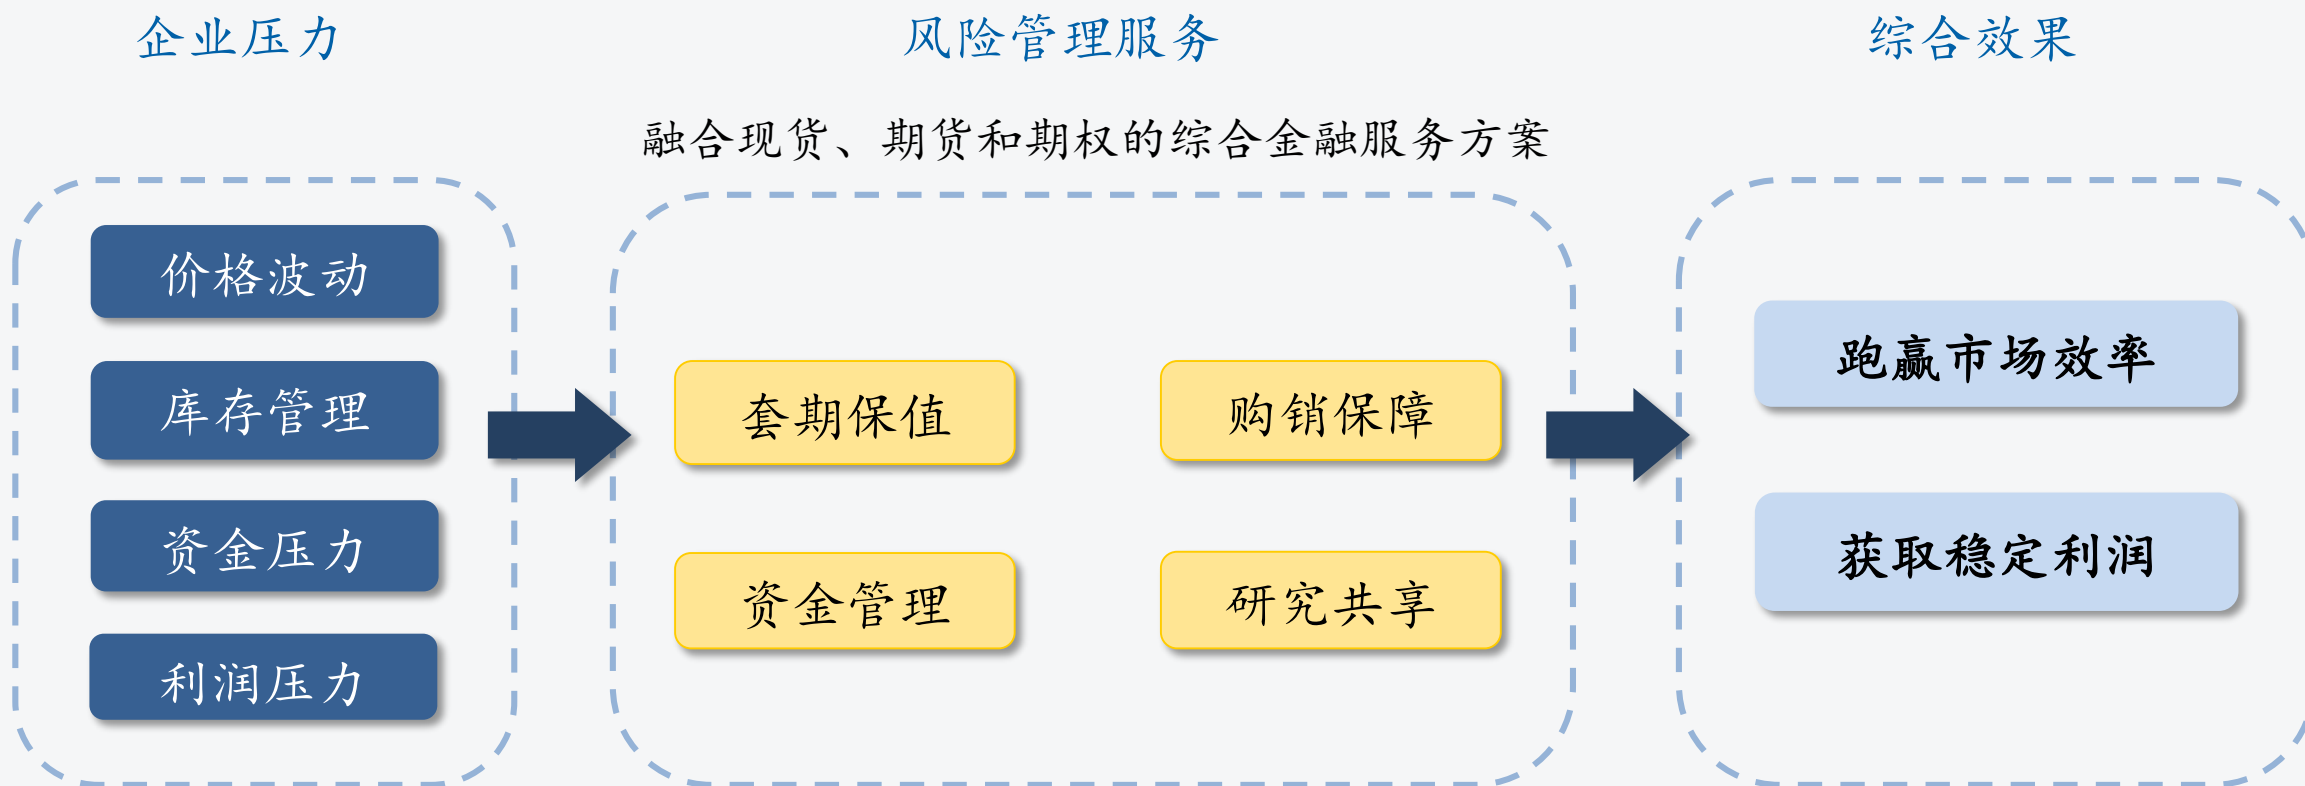 企业压力
风险管理服务
综合效果
融合现货、期货和期权的综合金融服务方案
价格波动
库存管理
资金压力
利润压力
套期保值
购销保障
资金管理
研究共享
跑赢市场效率
获取稳定利润